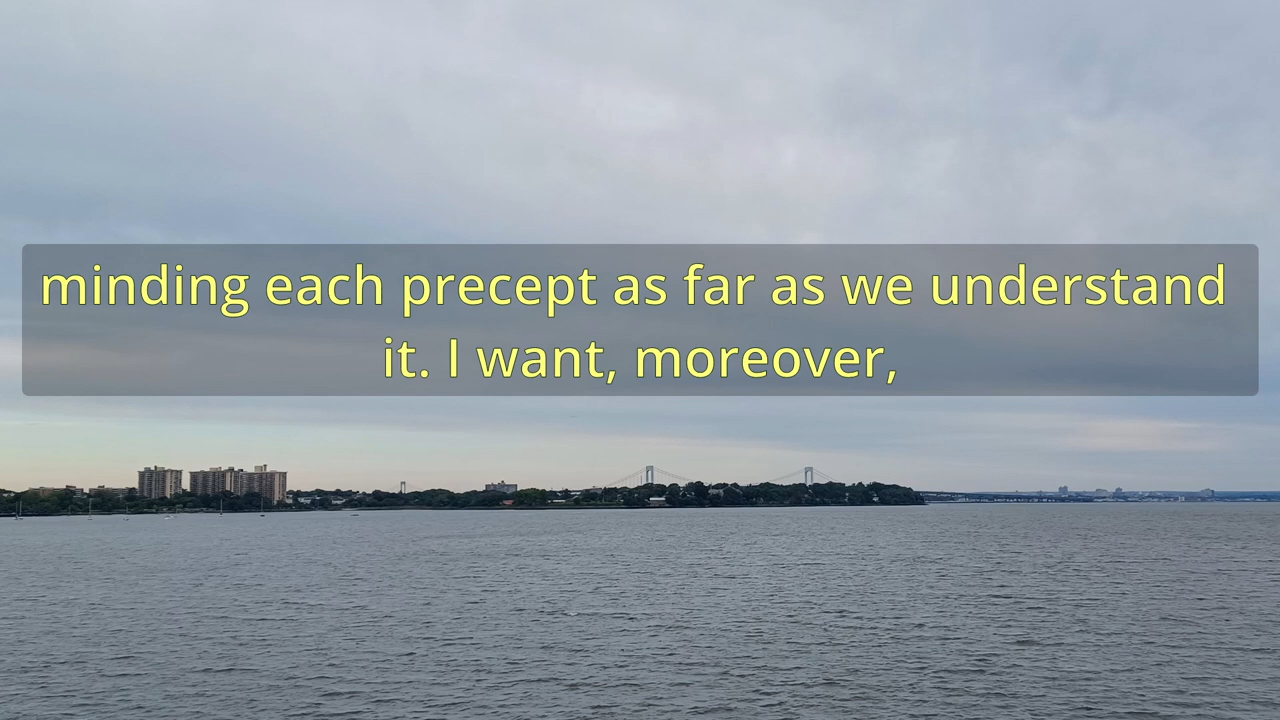 minding each precept as far as we understand
it. I want, moreover,